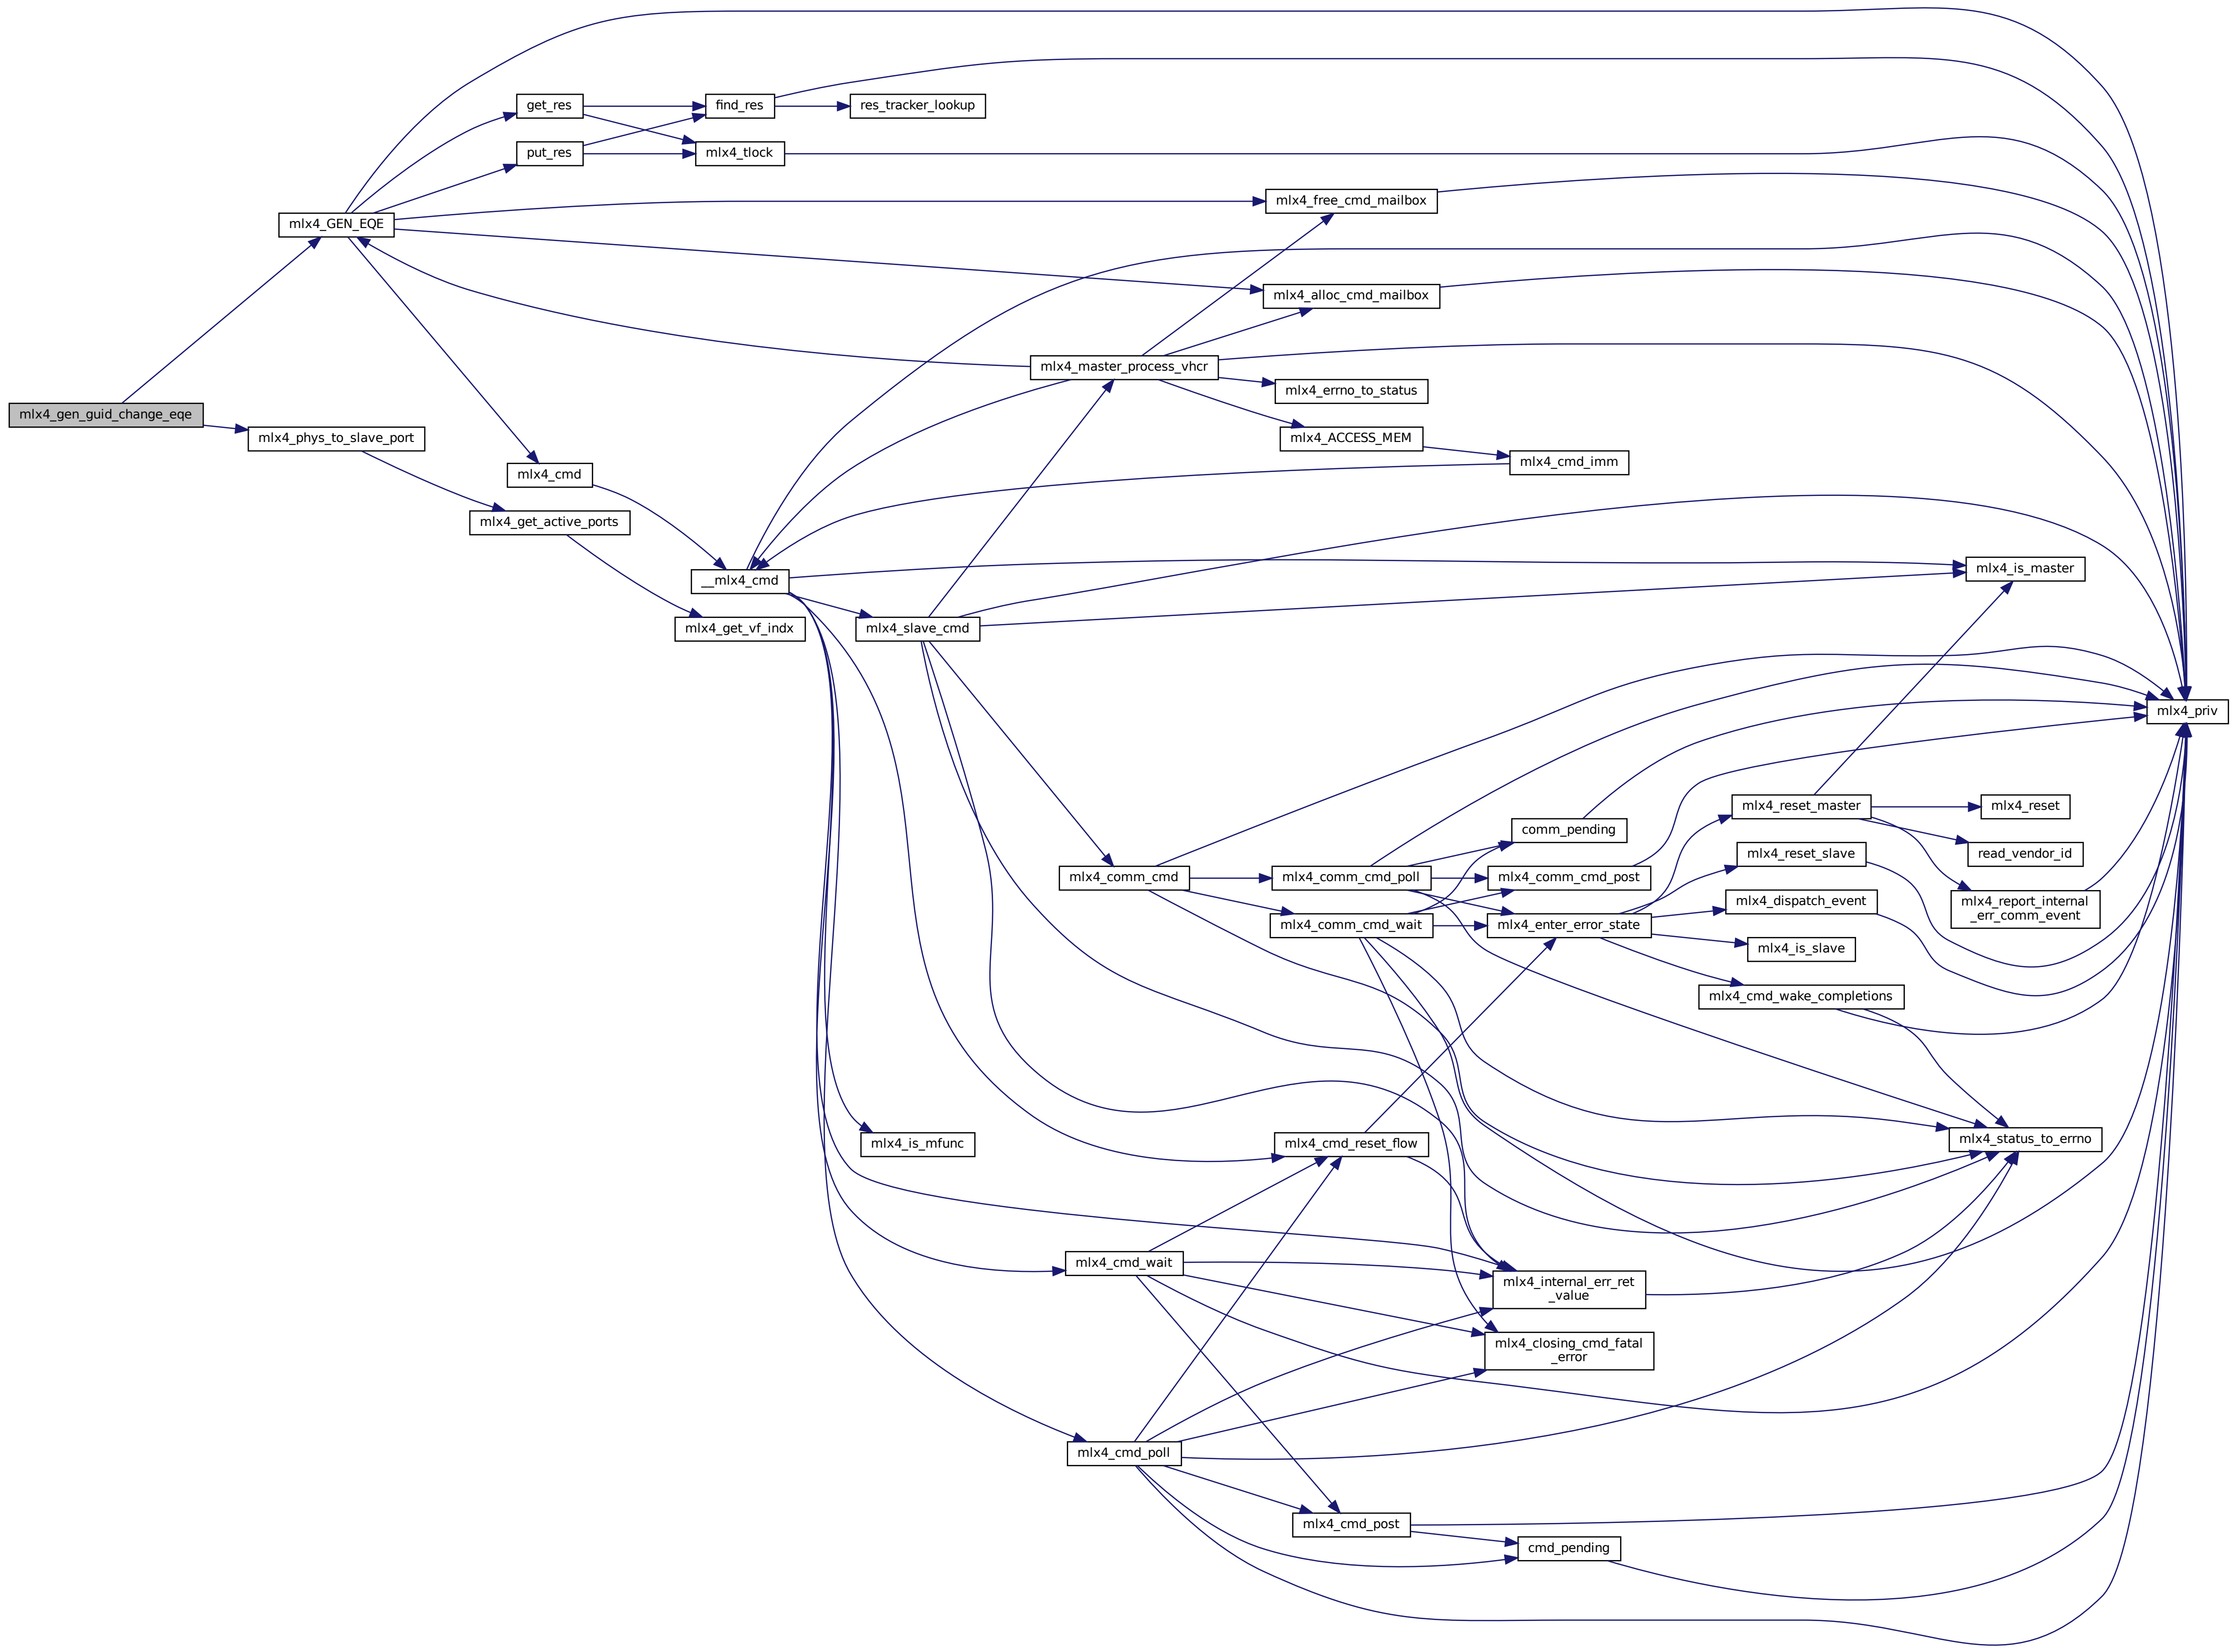 get_res
find_res
res_tracker_lookup
put_res
mlx4_tlock
mlx4_free_cmd_mailbox
mlx4_GEN_EQE
mlx4_alloc_cmd_mailbox
mlx4_master_process_vhcr
mlx4_errno_to_status
mlx4_gen_guid_change_eqe
mlx4_phys_to_slave_port
mlx4_ACCESS_MEM
mlx4_cmd_imm
mlx4_cmd
mlx4_get_active_ports
mlx4_is_master
__mlx4_cmd
mlx4_get_vf_indx
mlx4_slave_cmd
mlx4_priv
mlx4_reset_master
mlx4_reset
comm_pending
mlx4_reset_slave
read_vendor_id
mlx4_comm_cmd
mlx4_comm_cmd_poll
mlx4_comm_cmd_post
mlx4_dispatch_event
mlx4_report_internal
_err_comm_event
mlx4_comm_cmd_wait
mlx4_enter_error_state
mlx4_is_slave
mlx4_cmd_wake_completions
mlx4_is_mfunc
mlx4_cmd_reset_flow
mlx4_status_to_errno
mlx4_cmd_wait
mlx4_internal_err_ret
_value
mlx4_closing_cmd_fatal
_error
mlx4_cmd_poll
mlx4_cmd_post
cmd_pending